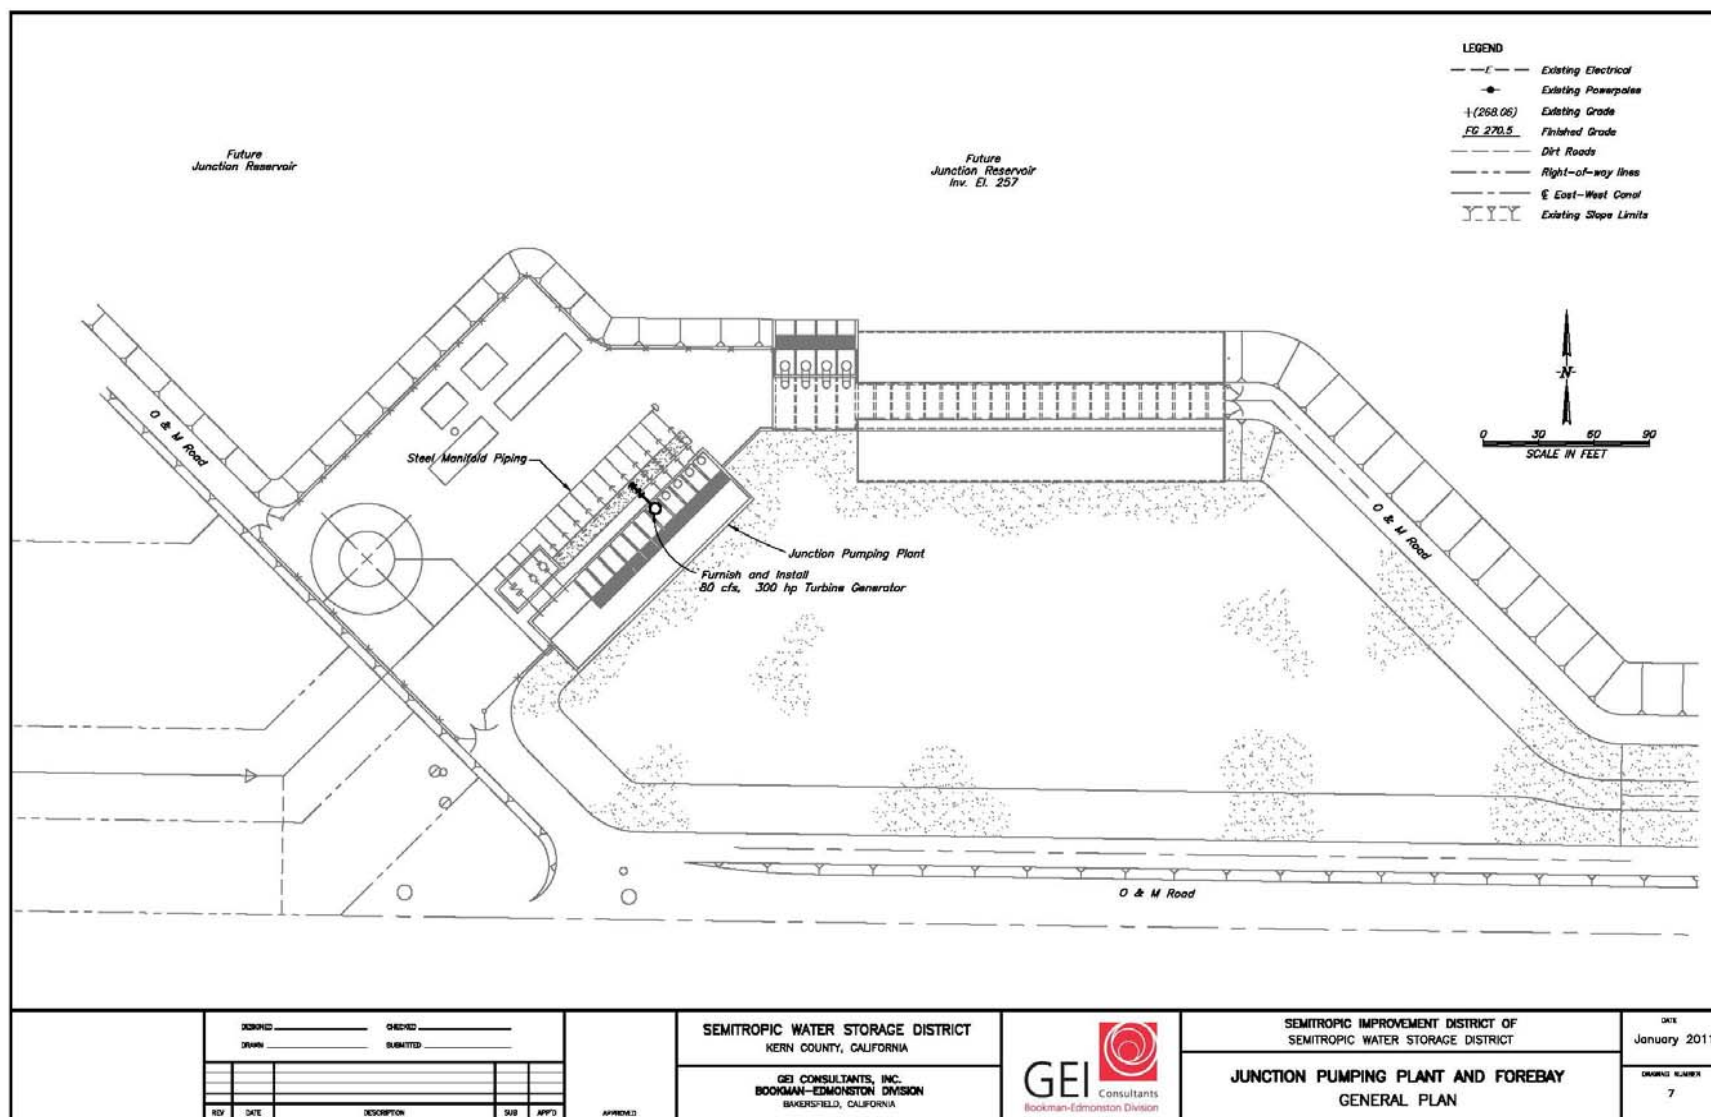 LEGEND
E Existing Electrical
Existing Powerpoles
+(268.06) Existing Grade
FG 270.5 Finished Grade
Dirt Roads
Right-of-way lines
℄ East-West Canal
Existing Slope Limits
Future
Junction Reservoir
Future
Junction Reservoir
Inv. El. 257
-N-
0 30 60 90
SCALE IN FEET
O & M Road
Steel Manifold Piping
O & M Road
Junction Pumping Plant
Furnish and Install
80 cfs, 300 hp Turbine Generator
O & M Road
DESIGNED CHECKED
DRAWN SUBMITTED
REV DATE DESCRIPTION SUB APP'D
APPROVED
SEMITROPIC WATER STORAGE DISTRICT
KERN COUNTY, CALIFORNIA
GEI CONSULTANTS, INC.
BOOKMAN-EDMONSTON DIVISION
BAKERSFIELD, CALIFORNIA
GEI Consultants
Bookman-Edmonston Division
SEMITROPIC IMPROVEMENT DISTRICT OF
SEMITROPIC WATER STORAGE DISTRICT
JUNCTION PUMPING PLANT AND FOREBAY
GENERAL PLAN
DATE
January 2011
DRAWING NUMBER
7